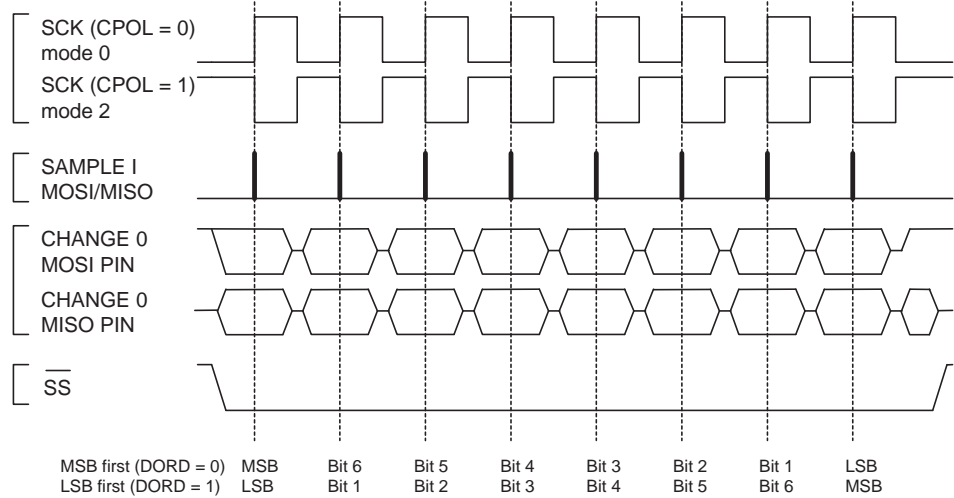 SCK (CPOL = 0)
mode 0
SCK (CPOL = 1)
mode 2
SAMPLE I
MOSI/MISO
CHANGE 0
MOSI PIN
CHANGE 0
MISO PIN
SS
MSB first (DORD = 0) MSB Bit 6 Bit 5 Bit 4 Bit 3 Bit 2 Bit 1 LSB
LSB first (DORD = 1) LSB Bit 1 Bit 2 Bit 3 Bit 4 Bit 5 Bit 6 MSB